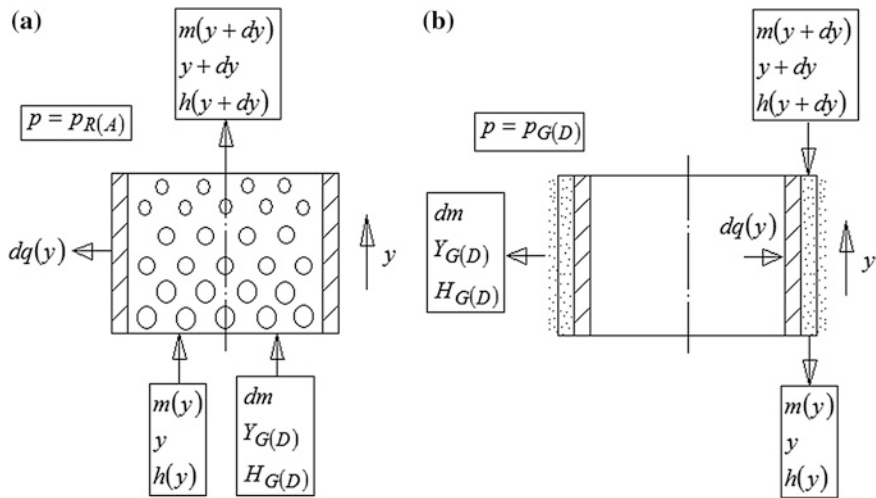 (a)
m(y + dy)
y + dy
h(y + dy)
p = p_{R(A)}
dq(y)
y
m(y)
y
h(y)
dm
Y_{G(D)}
H_{G(D)}
(b)
m(y + dy)
y + dy
h(y + dy)
p = p_{G(D)}
dm
Y_{G(D)}
H_{G(D)}
dq(y)
y
m(y)
y
h(y)